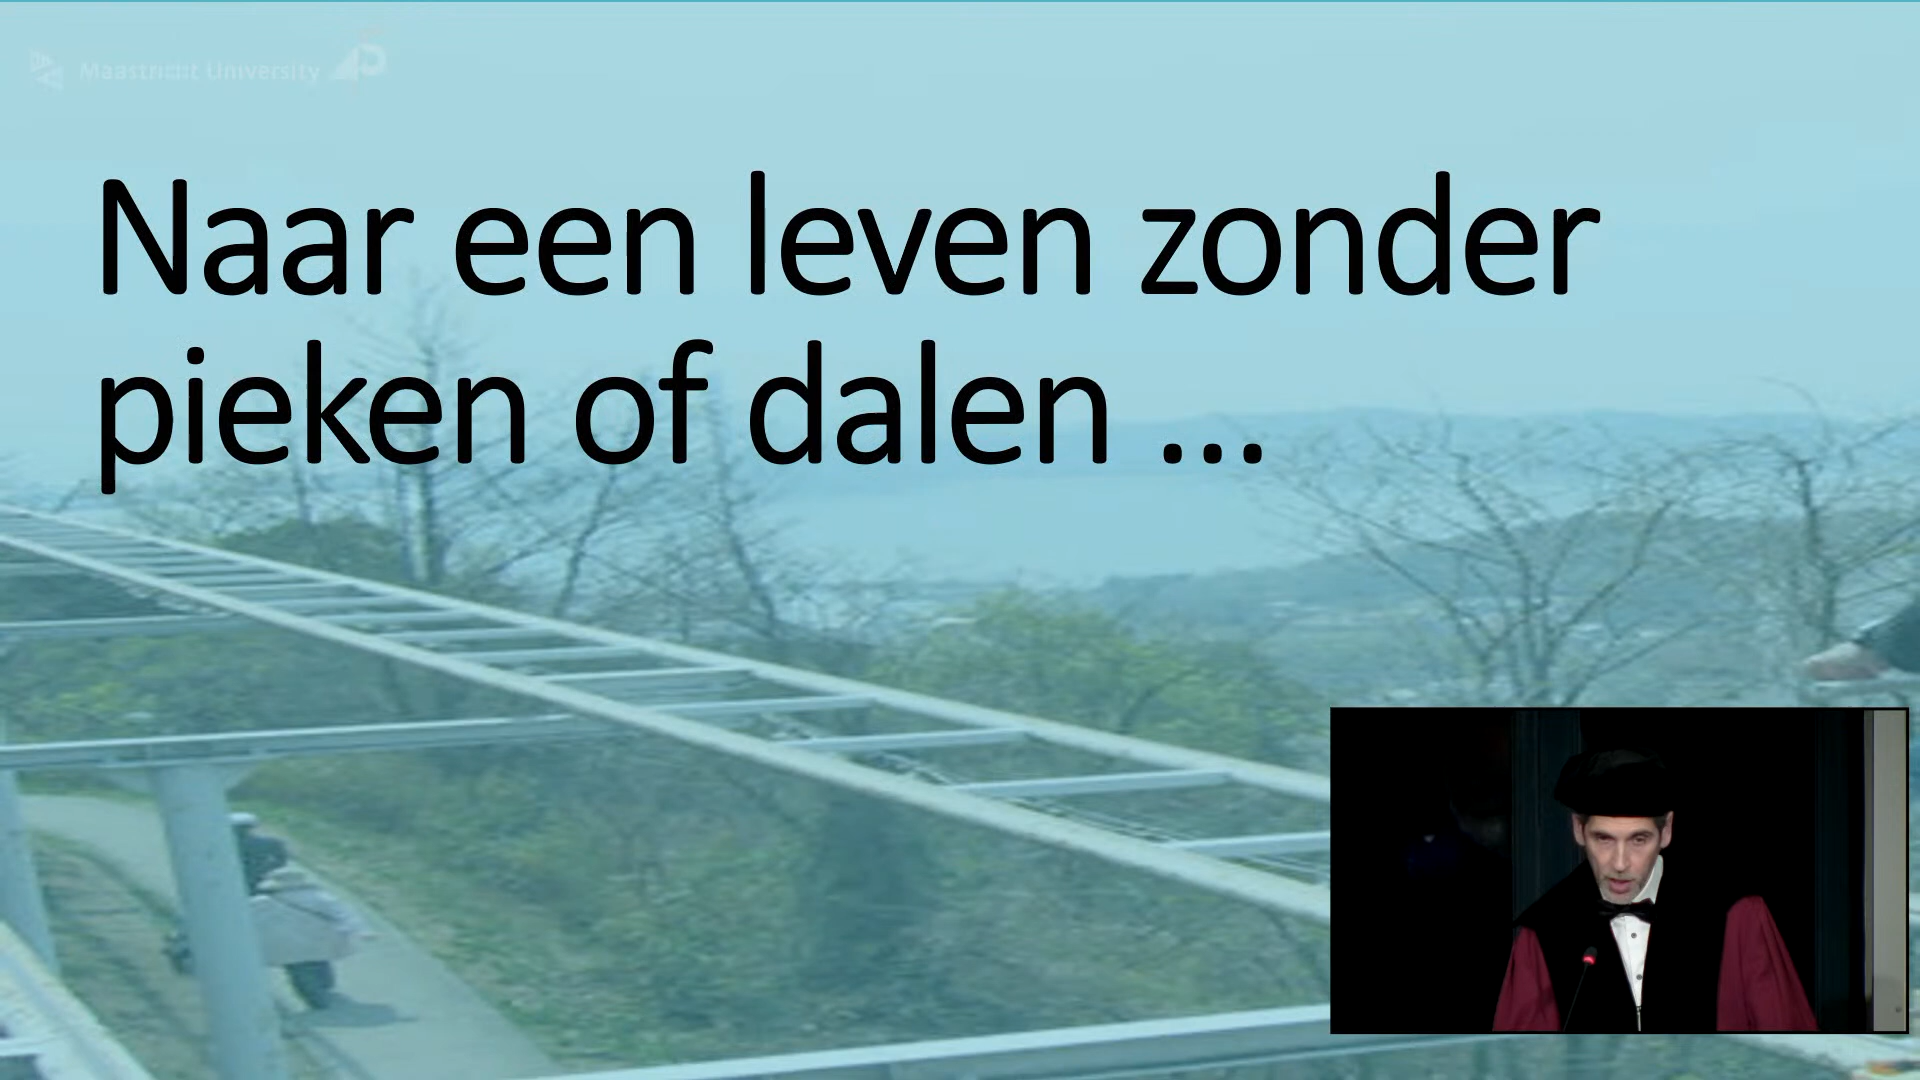 Maastricht University
Naar een leven zonder
pieken of dalen ...